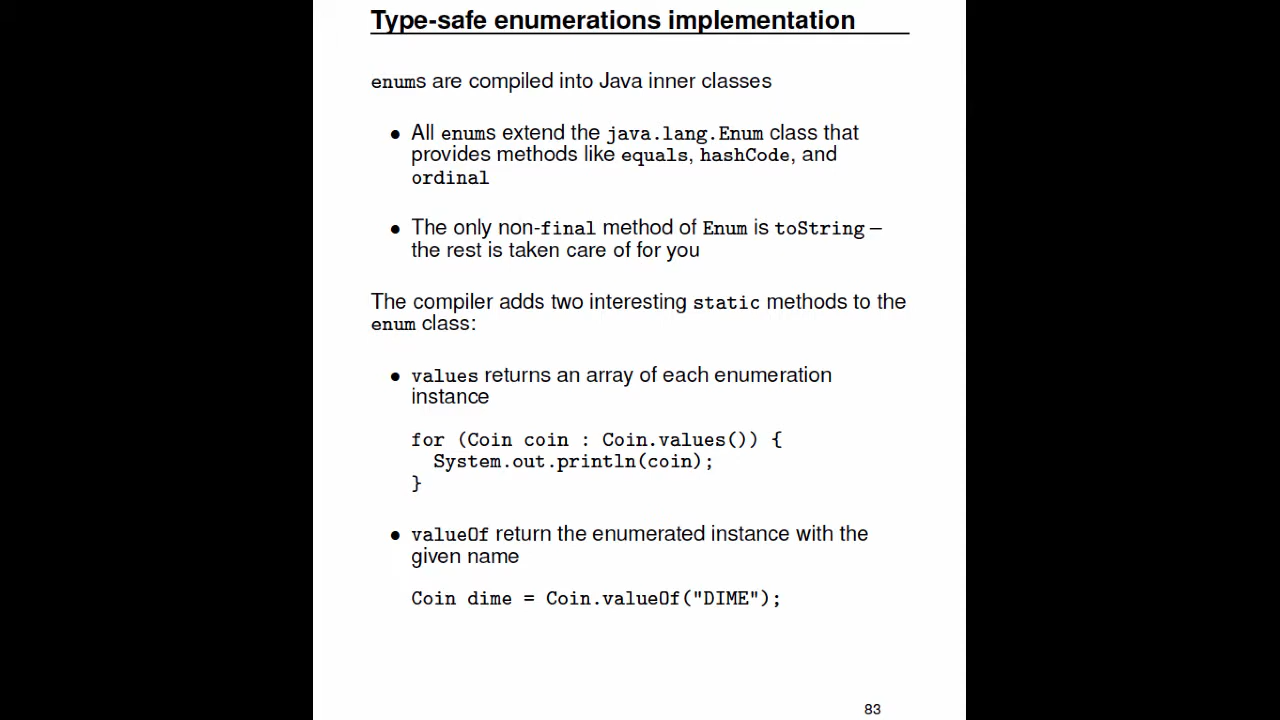 Type-safe enumerations implementation
enums are compiled into Java inner classes
● All enums extend the java.lang.Enum class that
provides methods like equals, hashCode, and
ordinal
● The only non-final method of Enum is toString –
the rest is taken care of for you
The compiler adds two interesting static methods to the
enum class:
● values returns an array of each enumeration
instance
for (Coin coin : Coin.values()) {
  System.out.println(coin);
}
● valueOf return the enumerated instance with the
given name
Coin dime = Coin.valueOf("DIME");
83